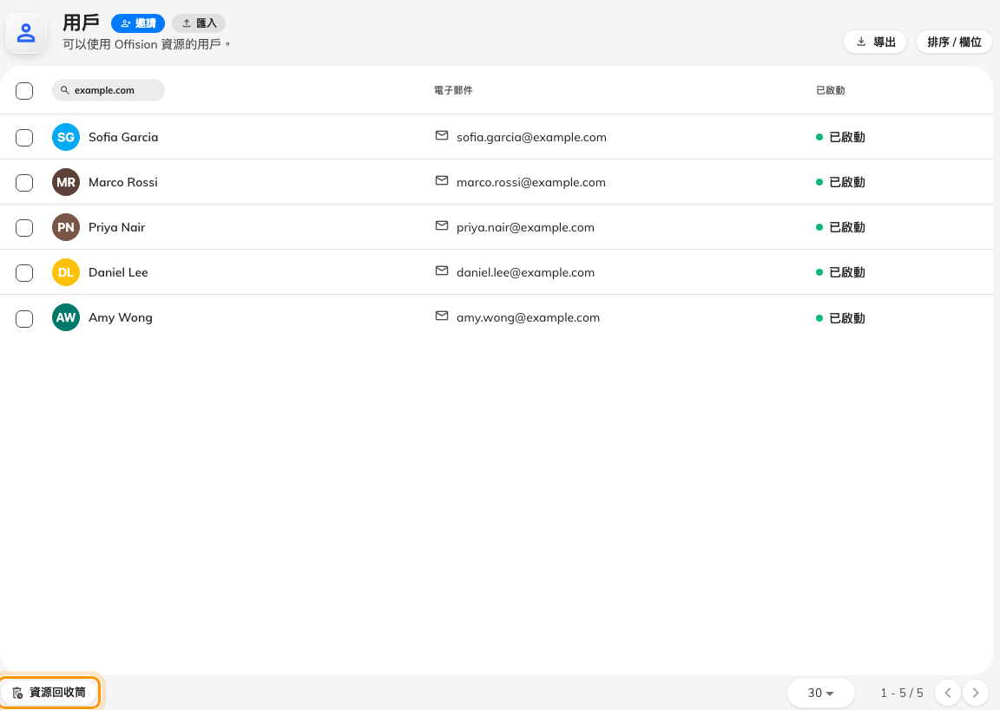 用戶 邀請 匯入
可以使用 Offision 資源的用戶。
導出 排序 / 欄位
example.com 電子郵件 已啟動
SG Sofia Garcia sofia.garcia@example.com 已啟動
MR Marco Rossi marco.rossi@example.com 已啟動
PN Priya Nair priya.nair@example.com 已啟動
DL Daniel Lee daniel.lee@example.com 已啟動
AW Amy Wong amy.wong@example.com 已啟動
資源回收筒 30 1 - 5 / 5